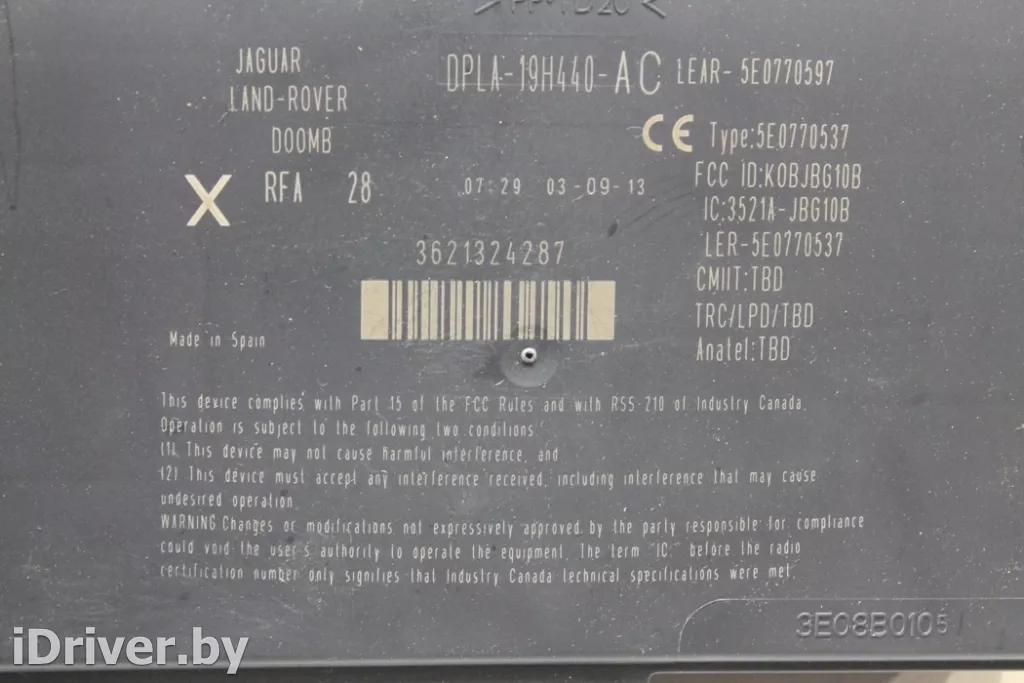 >PP-TD20<
JAGUAR
LAND-ROVER
DOOMB
DPLA-19H440-AC LEAR-5E0770597
CE Type:5E0770537
X RFA 28 07:29 03-09-13
FCC ID:KOBJBG10B
IC:3521A-JBG10B
LER-5E0770537
CMIIT:TBD
TRC/LPD/TBD
Anatel:TBD
3621324287
Made in Spain
This device complies with Part 15 of the FCC Rules and with RSS-210 of Industry Canada.
Operation is subject to the following two conditions
(1) This device may not cause harmful interference, and
(2) This device must accept any interference received, including interference that may cause
undesired operation.
WARNING Changes or modifications not expressively approved by the party responsible for compliance
could void the user's authority to operate the equipment. The term "IC:" before the radio
certification number only signifies that Industry Canada technical specifications were met.
3E08B0105
iDriver.by